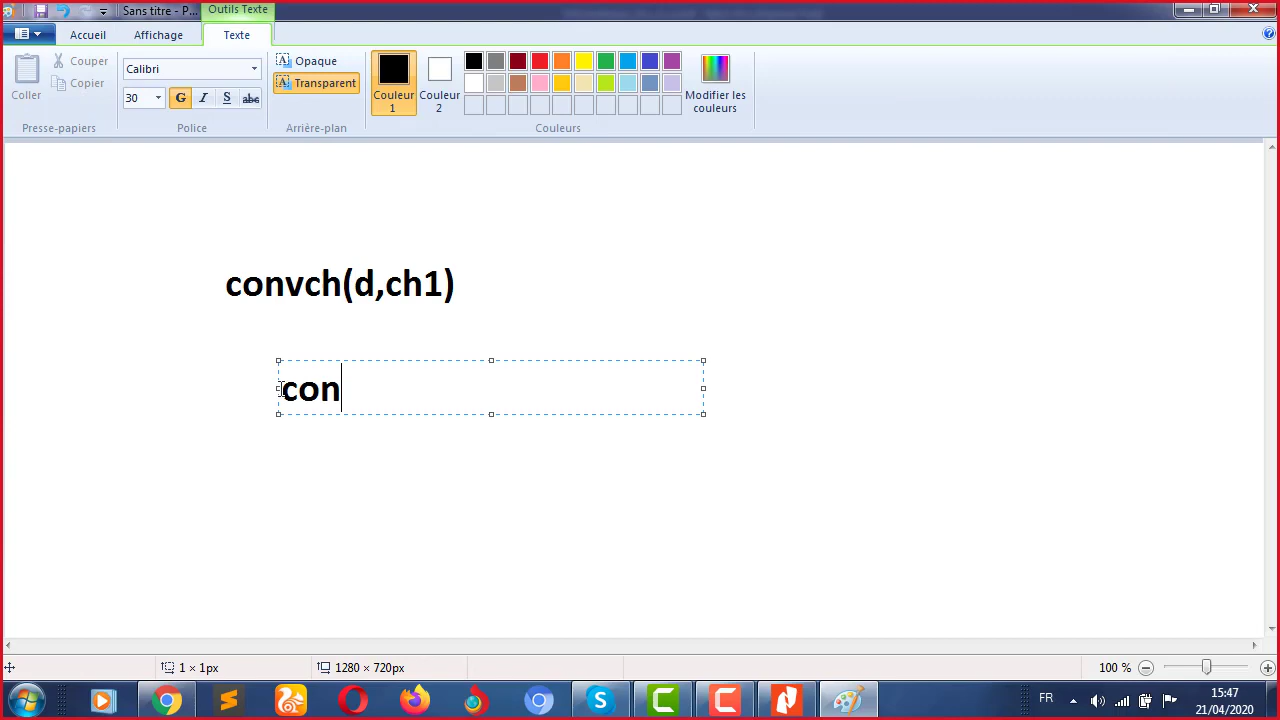 Sans titre - P...
Outils Texte
Accueil
Affichage
Texte
Coller
Couper
Copier
Presse-papiers
Calibri
30
G I S abc
Police
Opaque
Transparent
Arrière-plan
Couleur 1
Couleur 2
Modifier les couleurs
Couleurs
convch(d,ch1)
con
1 × 1px
1280 × 720px
100 %
FR
15:47
21/04/2020